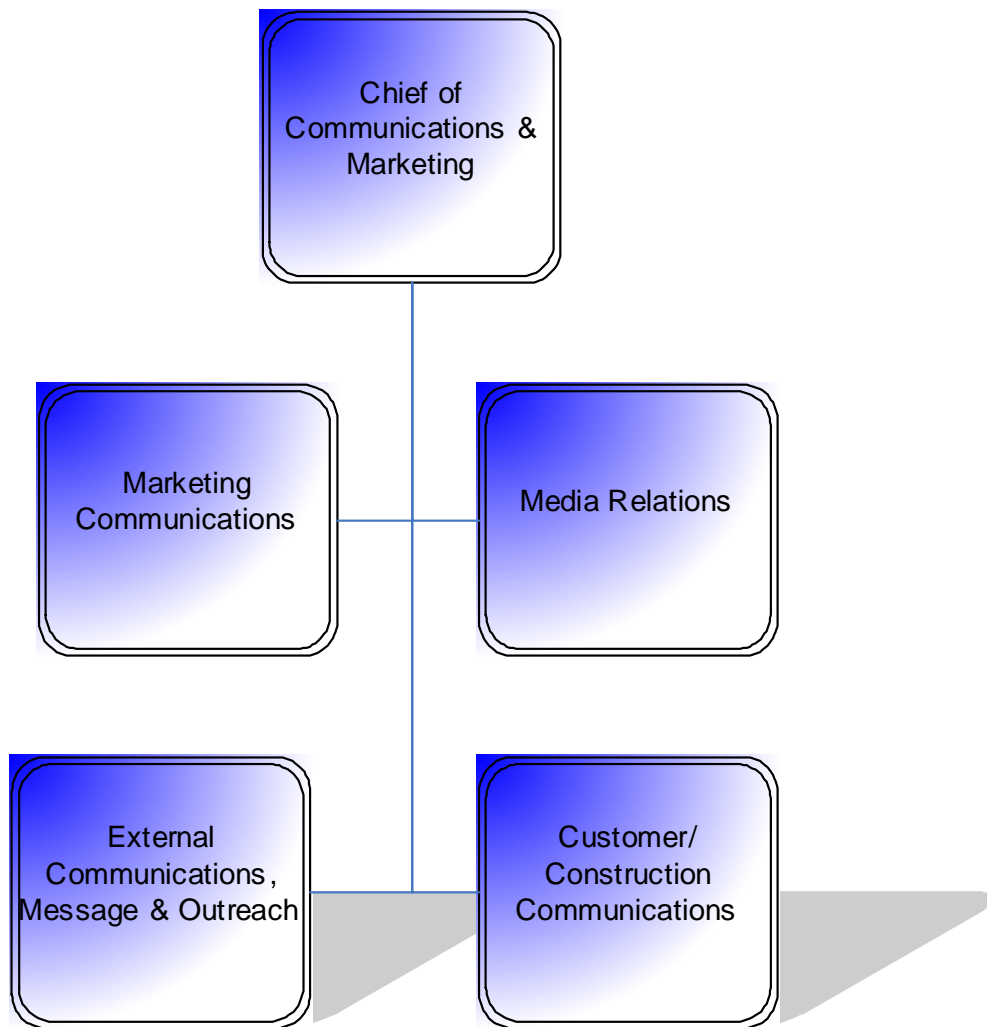 Chief of
Communications &
Marketing
Marketing
Communications
Media Relations
External
Communications,
Message & Outreach
Customer/
Construction
Communications